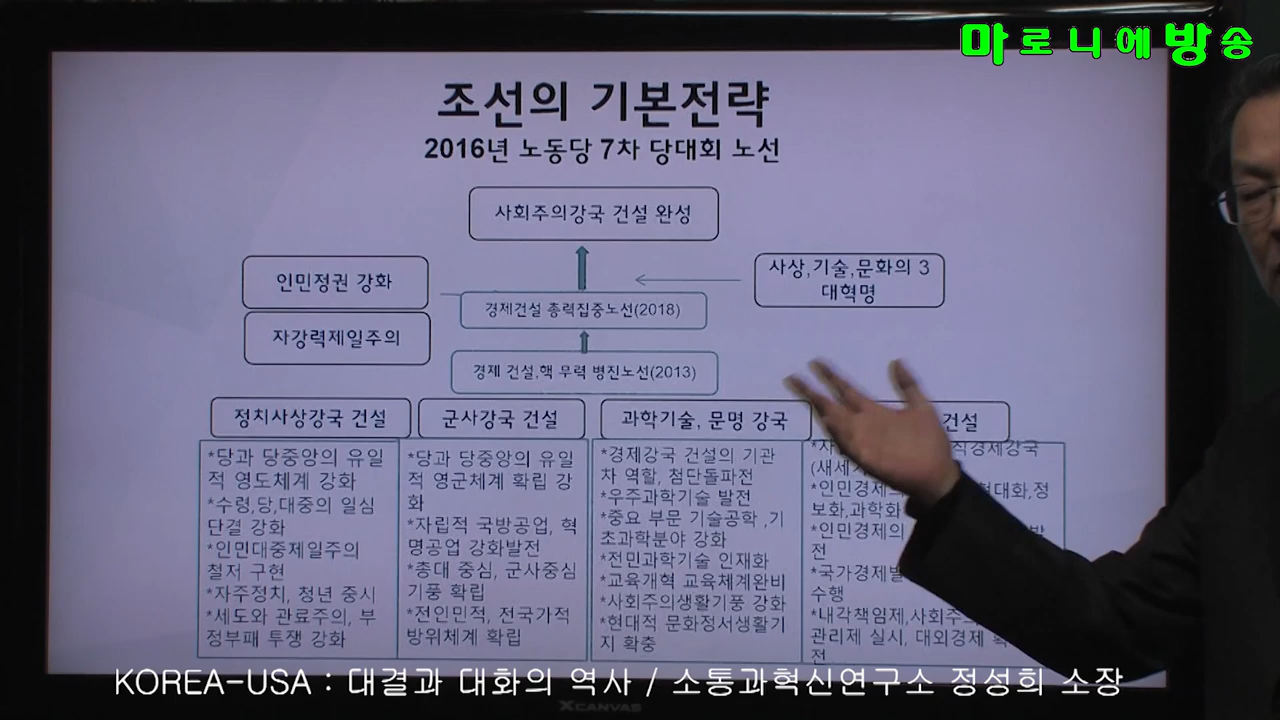 마로니에방송
조선의 기본전략
2016년 노동당 7차 당대회 노선
사회주의강국 건설 완성
인민정권 강화
자강력제일주의
사상,기술,문화의 3
대혁명
경제건설 총력집중노선(2018)
경제 건설,핵 무력 병진노선(2013)
정치사상강국 건설
*당과 당중앙의 유일
적 영도체계 강화
*수령,당,대중의 일심
단결 강화
*인민대중제일주의
철저 구현
*자주정치, 청년 중시
*세도와 관료주의, 부
정부패 투쟁 강화
군사강국 건설
*당과 당중앙의 유일
적 영군체계 확립 강
화
*자립적 국방공업, 혁
명공업 강화발전
*총대 중심, 군사중심
기풍 확립
*전인민적, 전국가적
방위체계 확립
과학기술, 문명 강국
*경제강국 건설의 기관
차 역할, 첨단돌파전
*우주과학기술 발전
*중요 부문 기술공학 ,기
초과학분야 강화
*전민과학기술 인재화
*교육개혁 교육체계완비
*사회주의생활기풍 강화
*현대적 문화정서생활기
지 확충
건설
경제강국
*인민경제의 현대화,정
보화,과학화
*인민경제의
전
*국가경제발
수행
*내각책임제,사회주의
관리제 실시, 대외경제
전
KOREA-USA : 대결과 대화의 역사 / 소통과혁신연구소 정성희 소장
XCANVAS